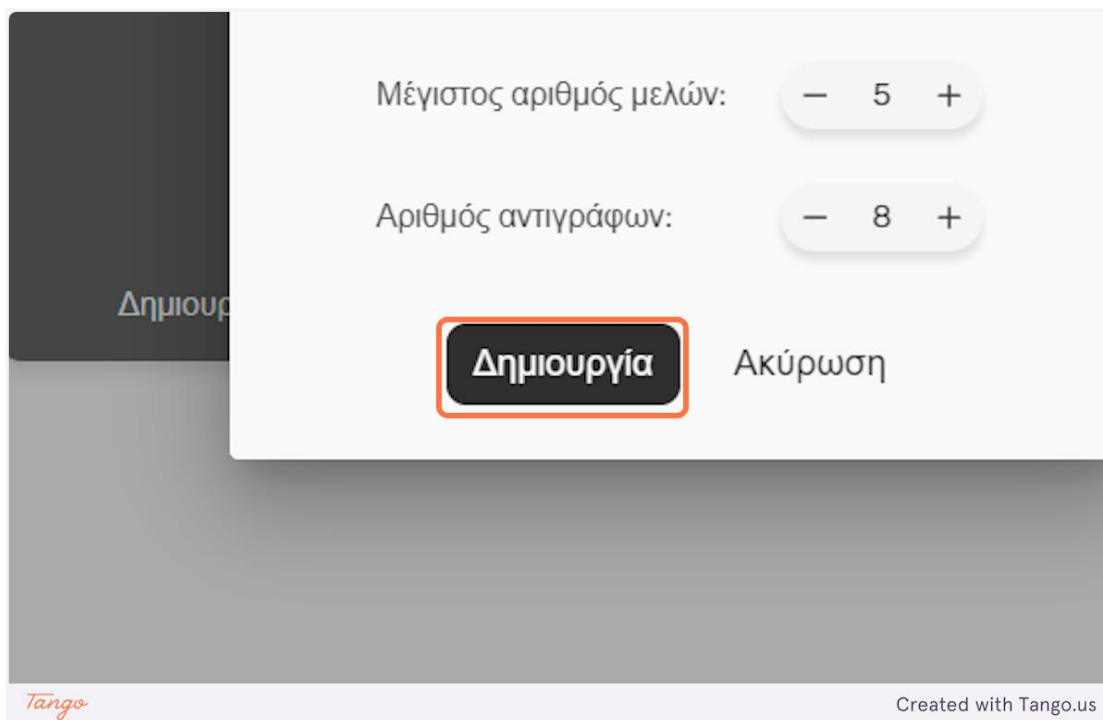 Μέγιστος αριθμός μελών: − 5 +
Αριθμός αντιγράφων: − 8 +
Δημιουρ
Δημιουργία Ακύρωση
Tango Created with Tango.us